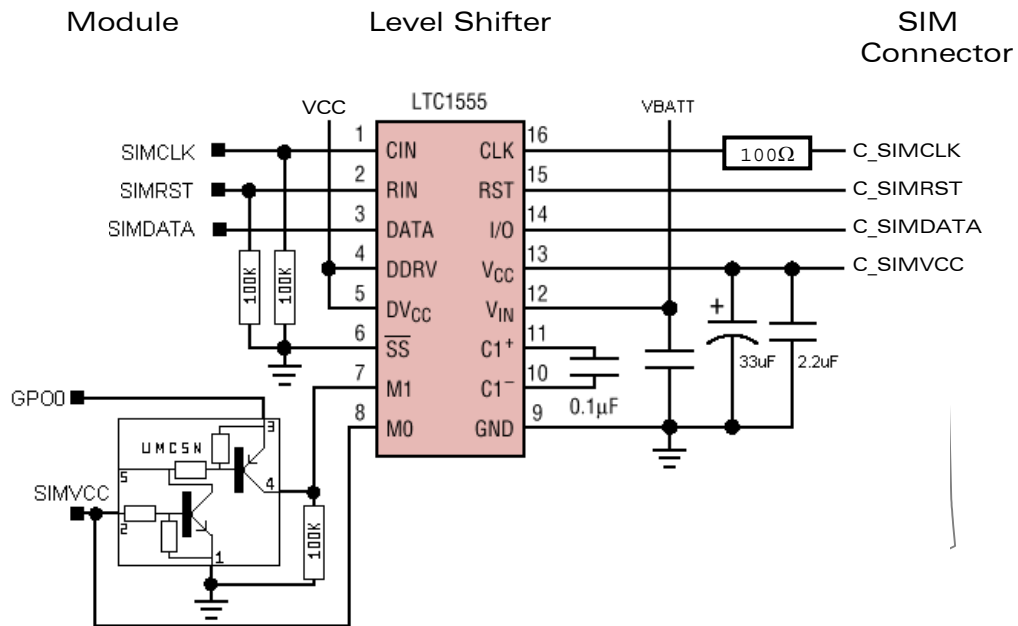 Module
Level Shifter
SIM
Connector
LTC1555
VCC
VBATT
SIMCLK
1
CIN
CLK
16
100Ω
C_SIMCLK
SIMRST
2
RIN
RST
15
C_SIMRST
SIMDATA
3
DATA
I/O
14
C_SIMDATA
4
DDRV
VCC
13
C_SIMVCC
100K
100K
5
DVCC
VIN
12
+
33uF
2.2uF
6
SS
C1+
11
7
M1
C1-
10
0.1µF
GPO0
8
M0
GND
9
3
UMC5N
5
4
SIMVCC
2
1
100K